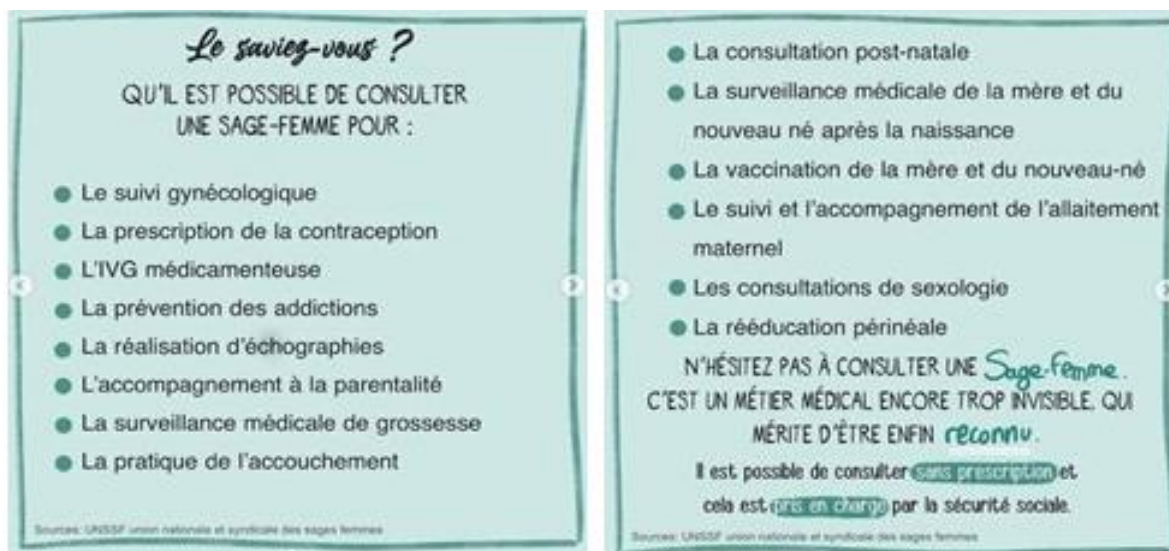 Le saviez-vous ?
QU'IL EST POSSIBLE DE CONSULTER
UNE SAGE-FEMME POUR :
Le suivi gynécologique
La prescription de la contraception
L'IVG médicamenteuse
La prévention des addictions
La réalisation d'échographies
L'accompagnement à la parentalité
La surveillance médicale de grossesse
La pratique de l'accouchement
Sources: UNSSF union nationale et syndicale des sages femmes
La consultation post-natale
La surveillance médicale de la mère et du
nouveau né après la naissance
La vaccination de la mère et du nouveau-né
Le suivi et l'accompagnement de l'allaitement
maternel
Les consultations de sexologie
La rééducation périnéale
N'HÉSITEZ PAS À CONSULTER UNE Sage-femme.
C'EST UN MÉTIER MÉDICAL ENCORE TROP INVISIBLE, QUI
MÉRITE D'ÊTRE ENFIN reconnu.
Il est possible de consulter sans prescription et
cela est pris en charge par la sécurité sociale.
Sources: UNSSF union nationale et syndicale des sages femmes